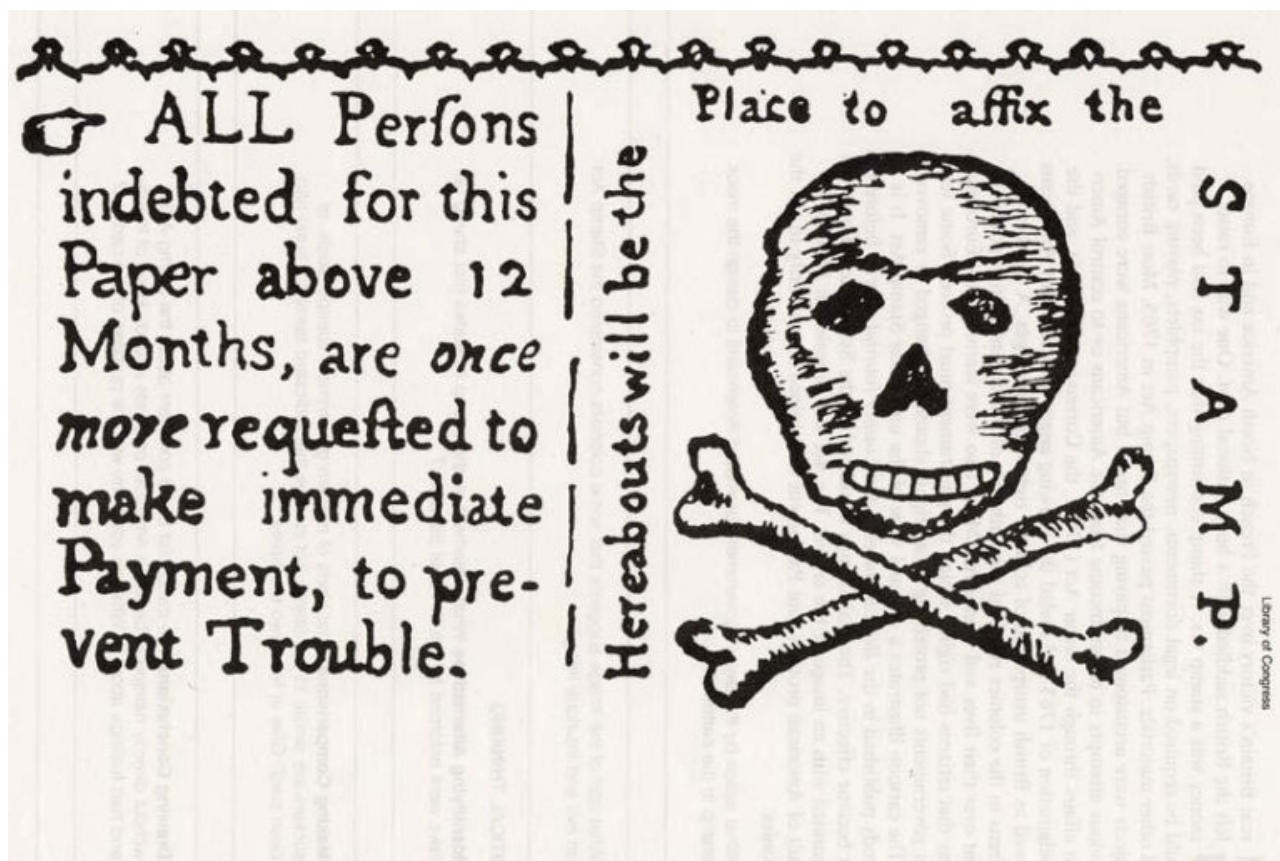 ☞ ALL Perſons
indebted for this
Paper above 12
Months, are once
more requeſted to
make immediate
Payment, to pre-
vent Trouble.
Hereabouts will be the
Place to affix the
STAMP.
Library of Congress